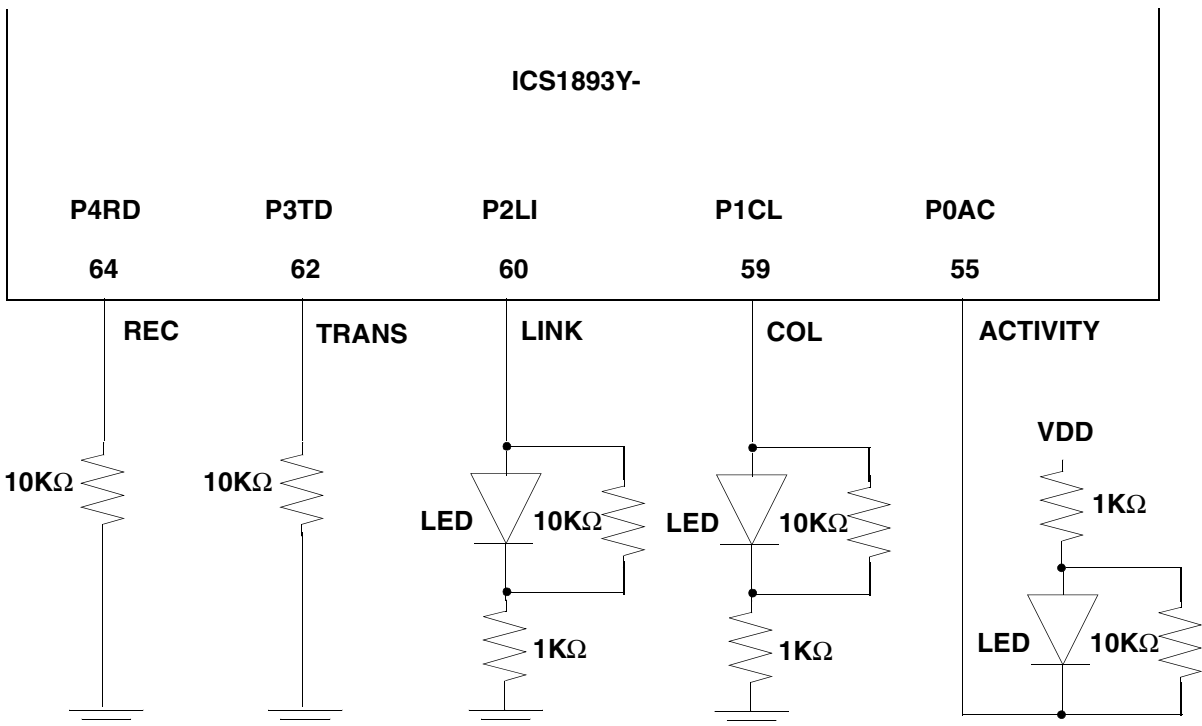 ICS1893Y-
P4RD P3TD P2LI P1CL P0AC
64 62 60 59 55
REC TRANS LINK COL ACTIVITY
VDD
10KΩ 10KΩ 1KΩ
LED 10KΩ LED 10KΩ
1KΩ 1KΩ LED 10KΩ